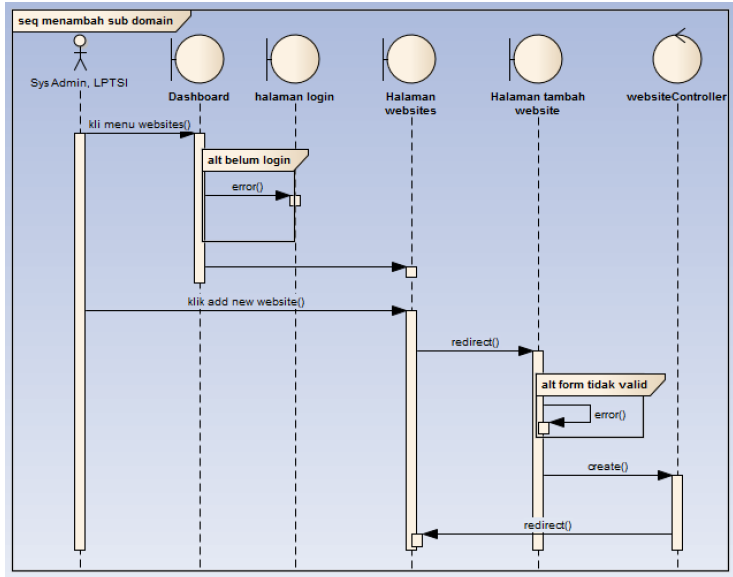 seq menambah sub domain
Sys Admin, LPTSI
Dashboard
halaman login
Halaman
websites
Halaman tambah
website
websiteController
kli menu websites()
alt belum login
error()
klik add new website()
redirect()
alt form tidak valid
error()
create()
redirect()